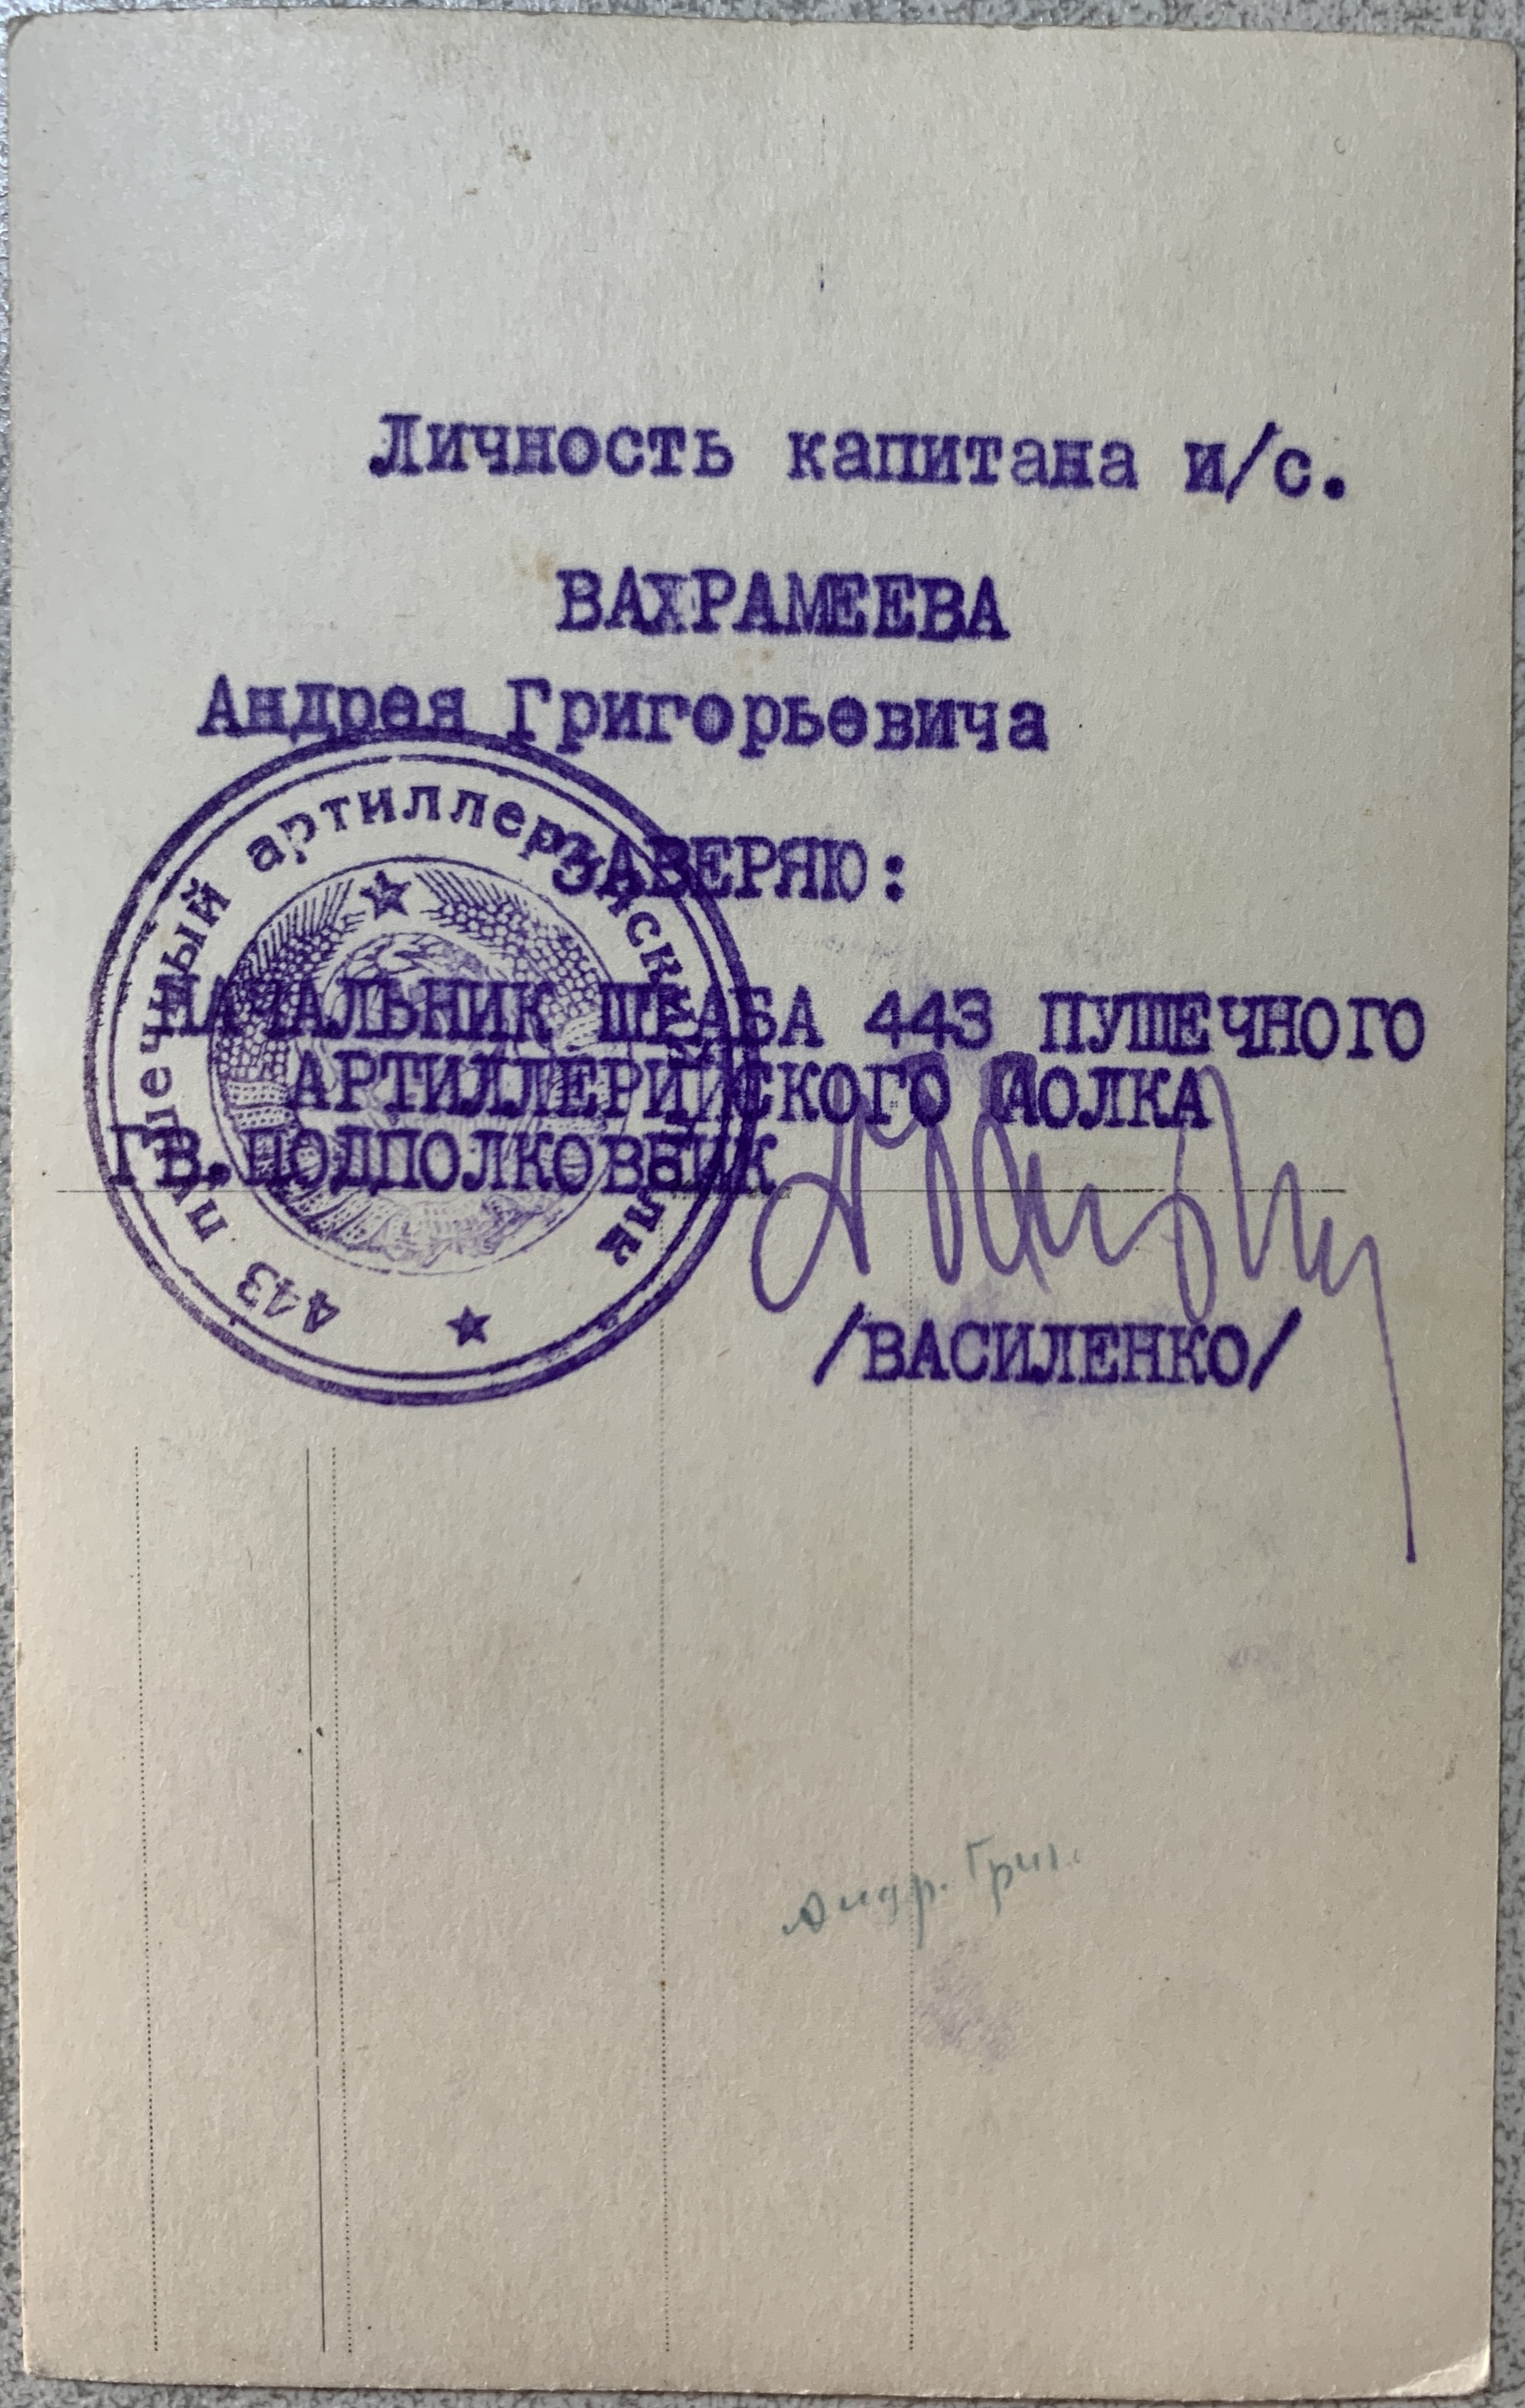 Личность капитана и/с.
ВАХРАМЕЕВА
Андрея Григорьевича
ЗАВЕРЯЮ:
НАЧАЛЬНИК ШТАБА 443 ПУШЕЧНОГО
АРТИЛЛЕРИЙСКОГО ПОЛКА
ГВ.ПОДПОЛКОВНИК
/ВАСИЛЕНКО/
443 пушечный артиллерийский полк
Андр. Григ.